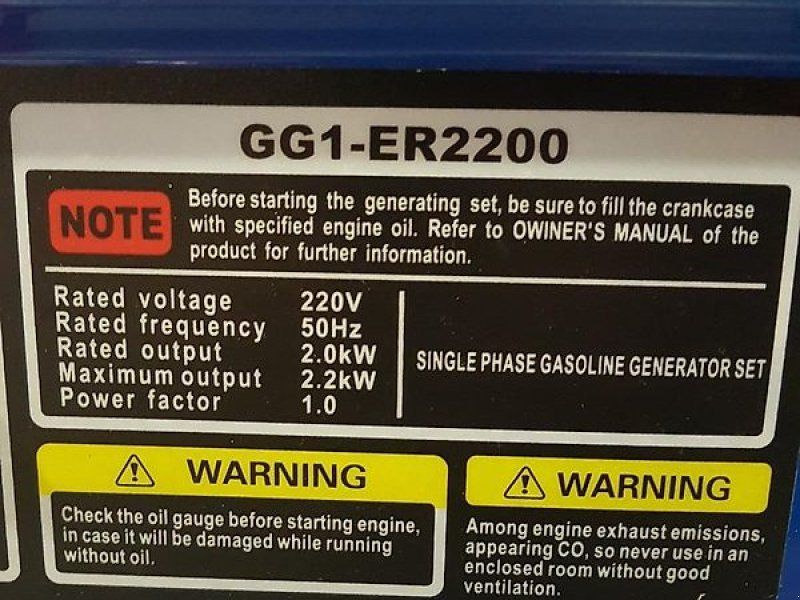 GG1-ER2200
NOTE
Before starting the generating set, be sure to fill the crankcase
with specified engine oil. Refer to OWINER'S MANUAL of the
product for further information.
Rated voltage 220V
Rated frequency 50Hz
Rated output 2.0kW
Maximum output 2.2kW
Power factor 1.0
SINGLE PHASE GASOLINE GENERATOR SET
WARNING
Check the oil gauge before starting engine,
in case it will be damaged while running
without oil.
WARNING
Among engine exhaust emissions,
appearing CO, so never use in an
enclosed room without good
ventilation.